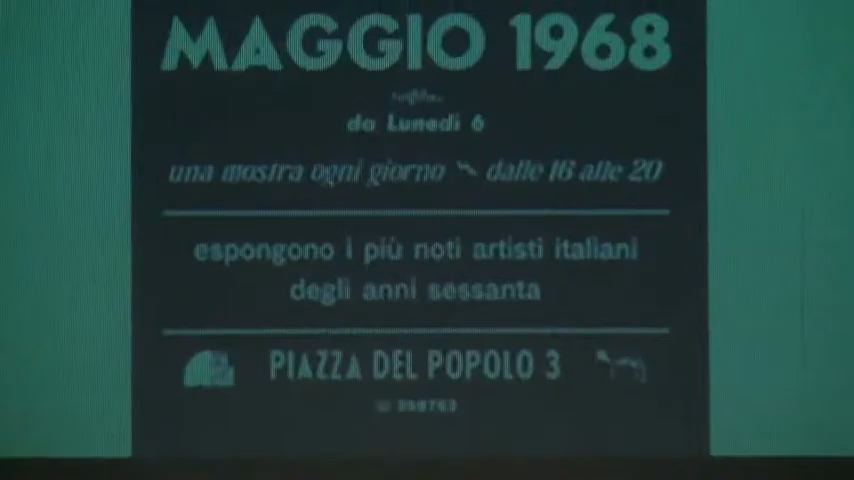 MAGGIO 1968
da Lunedi 6
una mostra ogni giorno dalle 16 alle 20
espongono i più noti artisti italiani
degli anni sessanta
PIAZZA DEL POPOLO 3